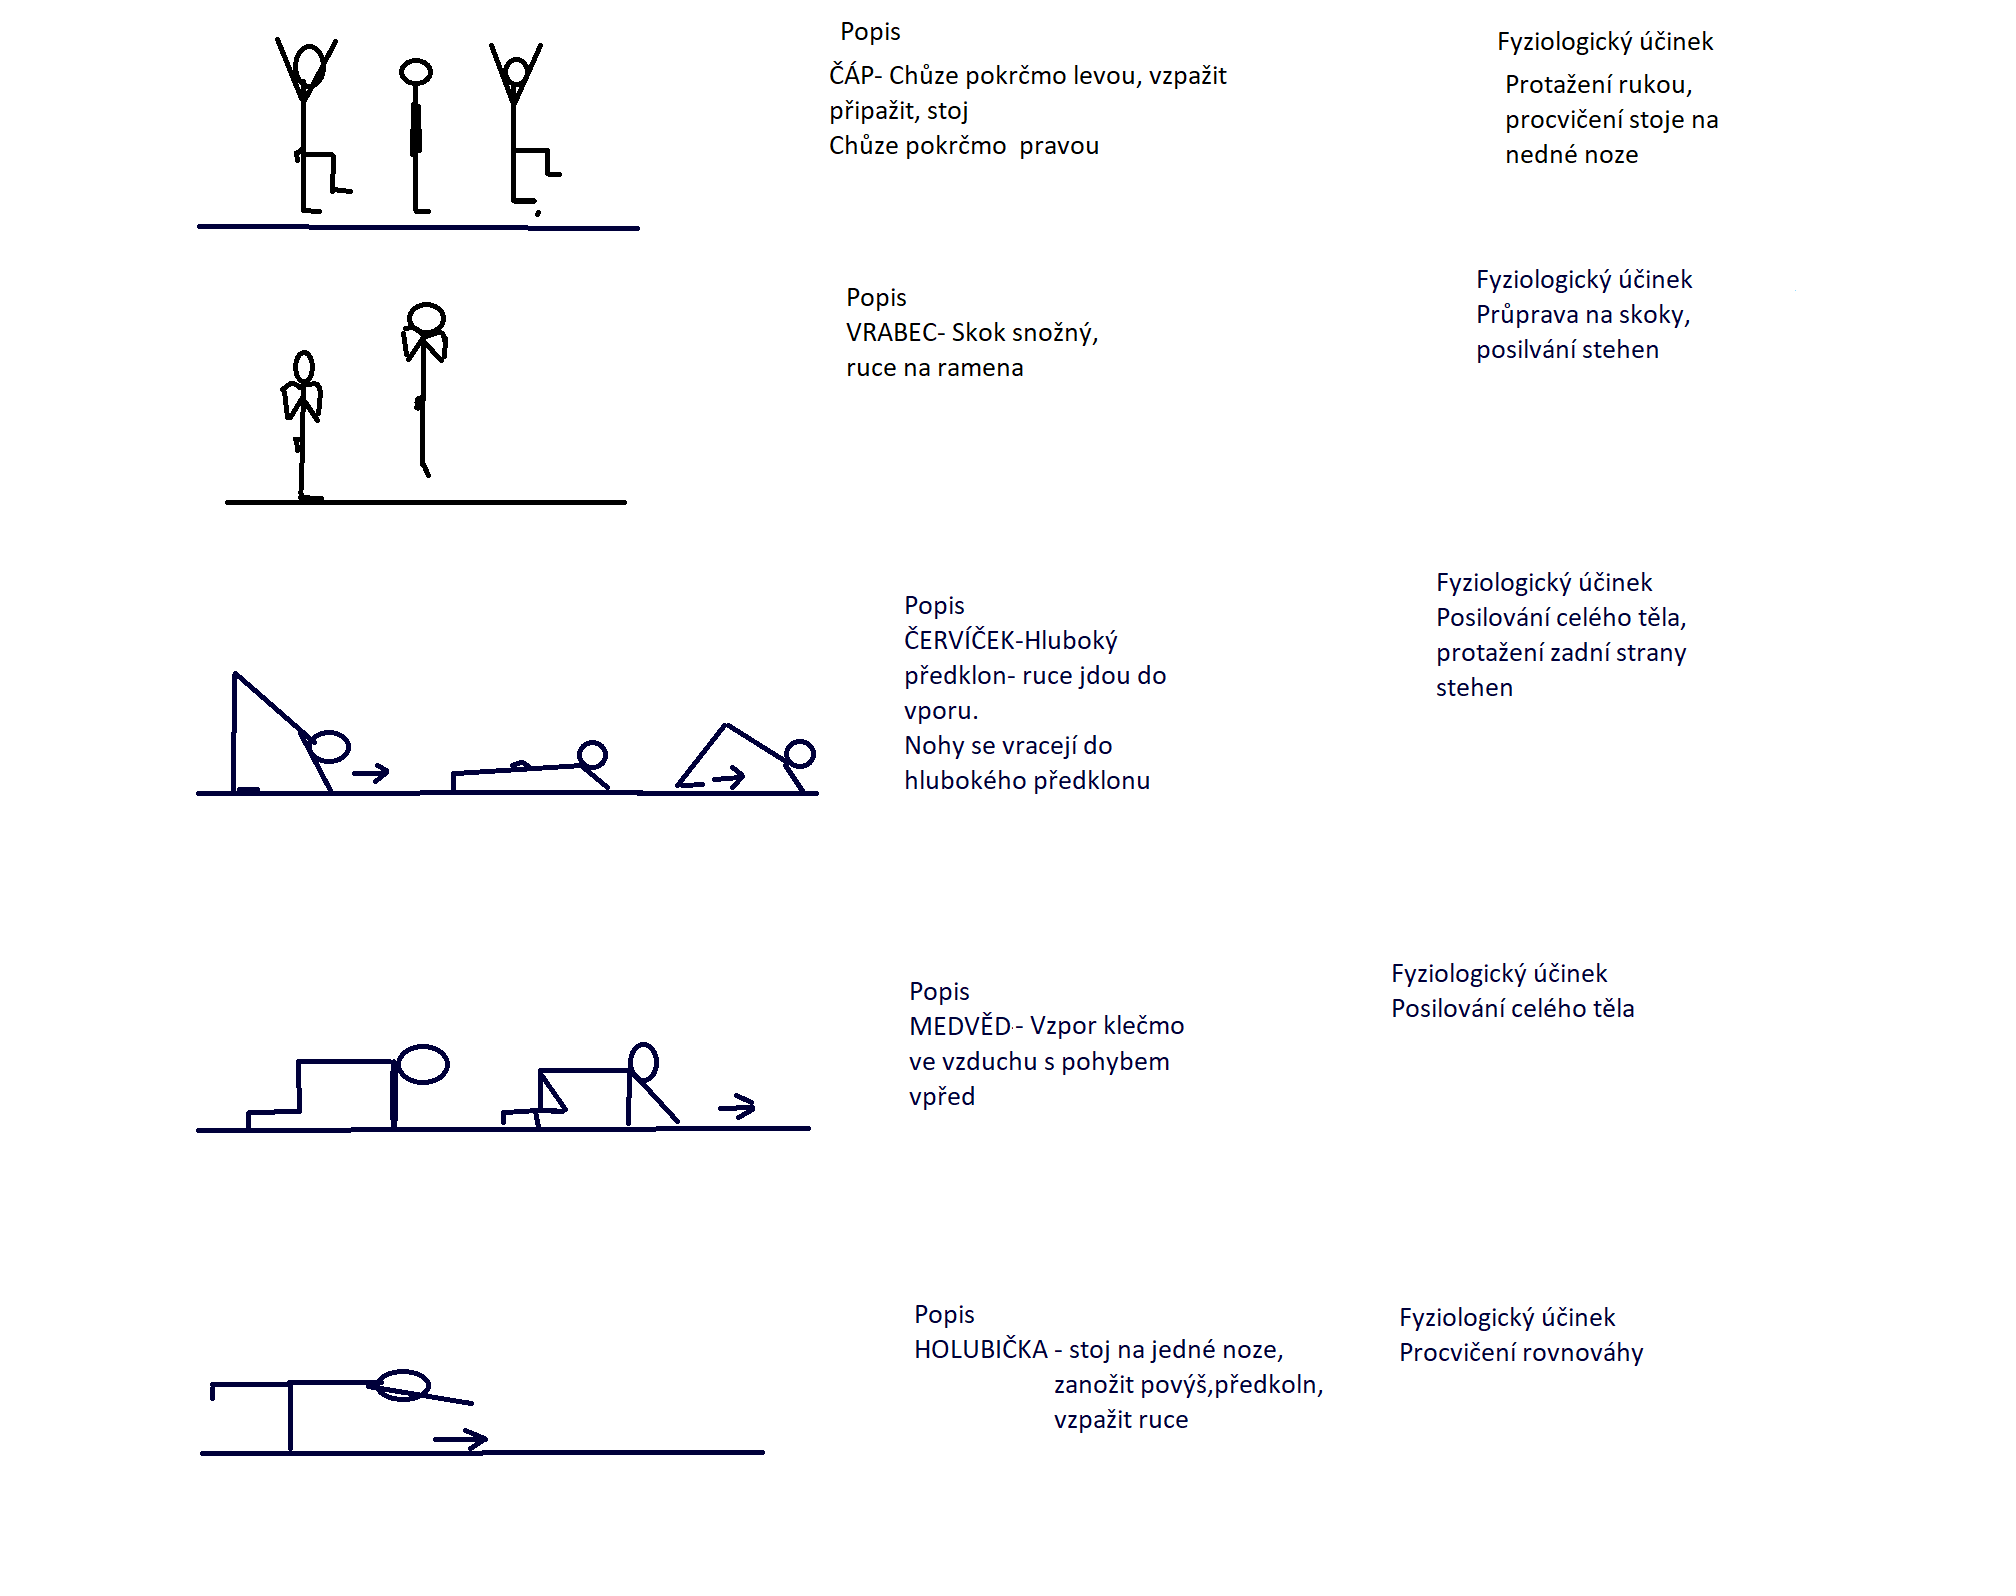 Popis
ČÁP- Chůze pokrčmo levou, vzpažit
připažit, stoj
Chůze pokrčmo  pravou
Fyziologický účinek
Protažení rukou,
procvičení stoje na
nedné noze
Popis
VRABEC- Skok snožný,
ruce na ramena
Fyziologický účinek
Průprava na skoky,
posilvání stehen
Popis
ČERVÍČEK-Hluboký
předklon- ruce jdou do
vporu.
Nohy se vracejí do
hlubokého předklonu
Fyziologický účinek
Posilování celého těla,
protažení zadní strany
stehen
Popis
MEDVĚD- Vzpor klečmo
ve vzduchu s pohybem
vpřed
Fyziologický účinek
Posilování celého těla
Popis
HOLUBIČKA - stoj na jedné noze,
zanožit povýš,předkoln,
vzpažit ruce
Fyziologický účinek
Procvičení rovnováhy